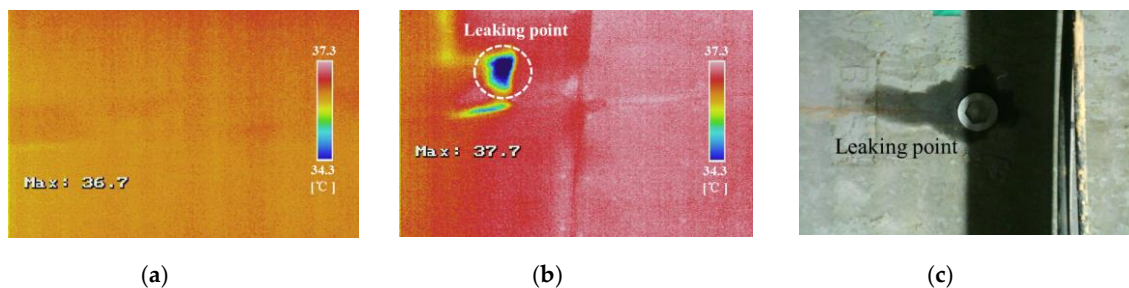 37.3
Max: 36.7
34.3
[℃]
Leaking point
37.3
Max: 37.7
34.3
[℃]
Leaking point
(a)
(b)
(c)